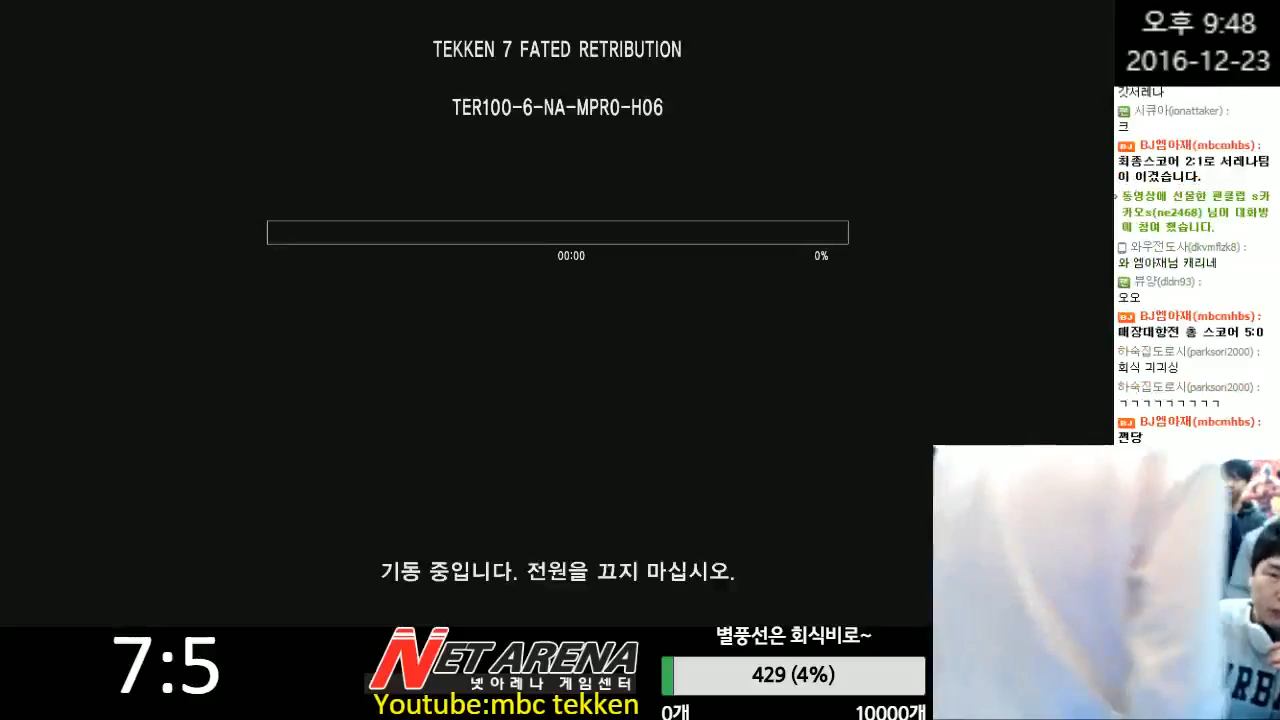 TEKKEN 7 FATED RETRIBUTION
TER100-6-NA-MPR0-H06
00:00
0%
기동 중입니다. 전원을 끄지 마십시오.
오후 9:48
2016-12-23
갓서레나
시큐아(ionattaker) :
크
BJ엠아재(mbcmhbs) :
최종스코어 2:1로 서레나팀
이 이겼습니다.
동영상에 선물한 팬클럽 s카
카오s(ne2468) 님이 대화방
에 참여 했습니다.
와우전도사(dkvmflzk8) :
와 엠아재님 캐리네
뷰양(dldn93) :
오오
BJ엠아재(mbcmhbs) :
매장대항전 총 스코어 5:0
하숙집도로시(parksori2000) :
회식 긔긔싱
하숙집도로시(parksori2000) :
ㄱㄱㄱㄱㄱㄱㄱㄱㄱ
BJ엠아재(mbcmhbs) :
쩐당
7:5
NET ARENA
넷아레나 게임센터
Youtube:mbc tekken
별풍선은 회식비로~
429 (4%)
0개
10000개